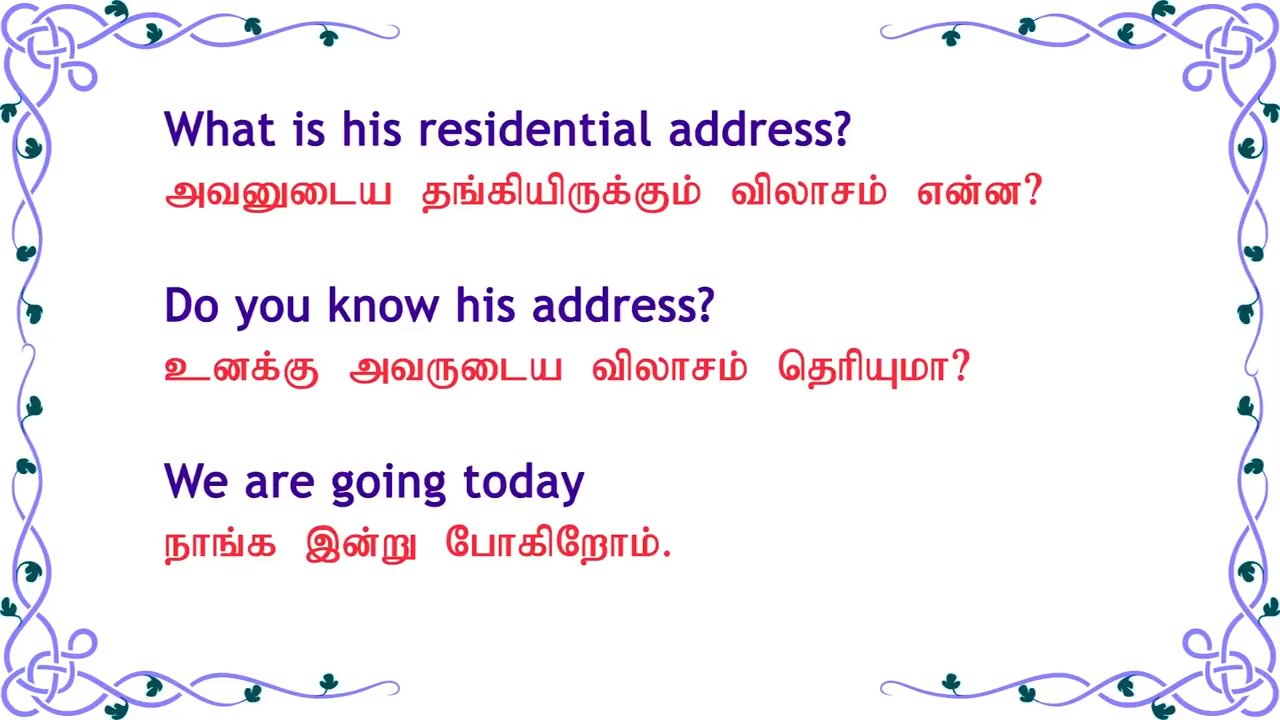 What is his residential address?
அவனுடைய தங்கியிருக்கும் விலாசம் என்ன?
Do you know his address?
உனக்கு அவருடைய விலாசம் தெரியுமா?
We are going today
நாங்க இன்று போகிறோம்.